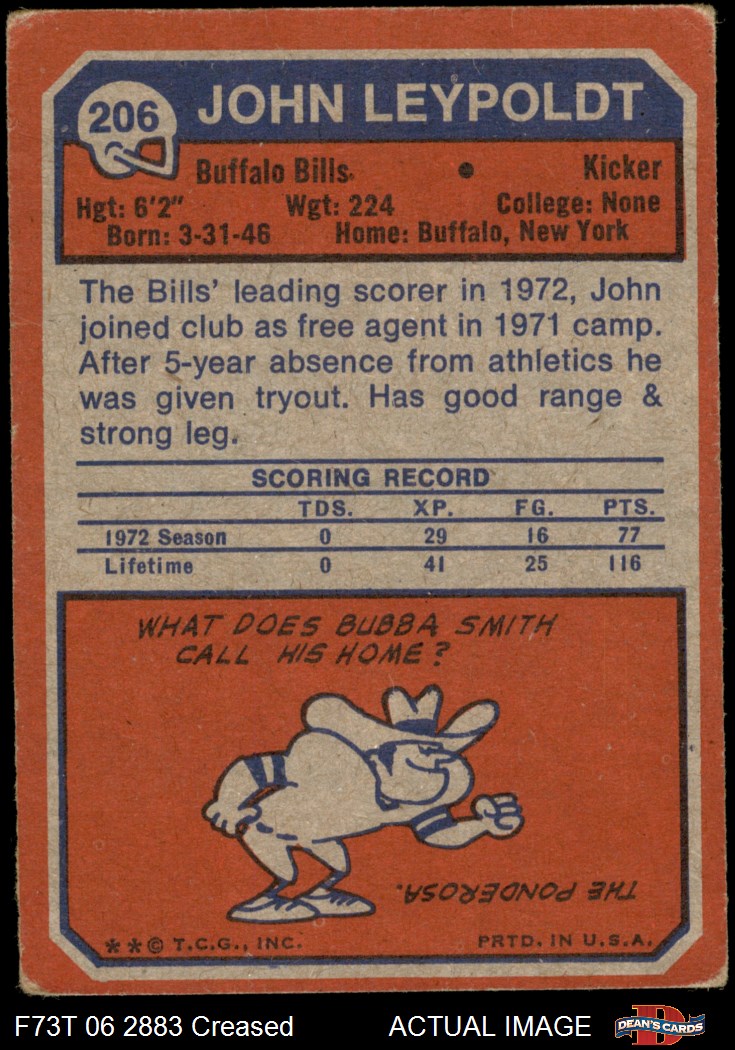 206
JOHN LEYPOLDT
Buffalo Bills • Kicker
Hgt: 6'2" Wgt: 224 College: None
Born: 3-31-46 Home: Buffalo, New York
The Bills' leading scorer in 1972, John
joined club as free agent in 1971 camp.
After 5-year absence from athletics he
was given tryout. Has good range &
strong leg.
SCORING RECORD
TDS. XP. FG. PTS.
1972 Season 0 29 16 77
Lifetime 0 41 25 116
WHAT DOES BUBBA SMITH
CALL HIS HOME?
THE PONDEROSA.
**© T.C.G., INC. PRTD. IN U.S.A.
F73T 06 2883 Creased ACTUAL IMAGE
D
DEAN'S CARDS